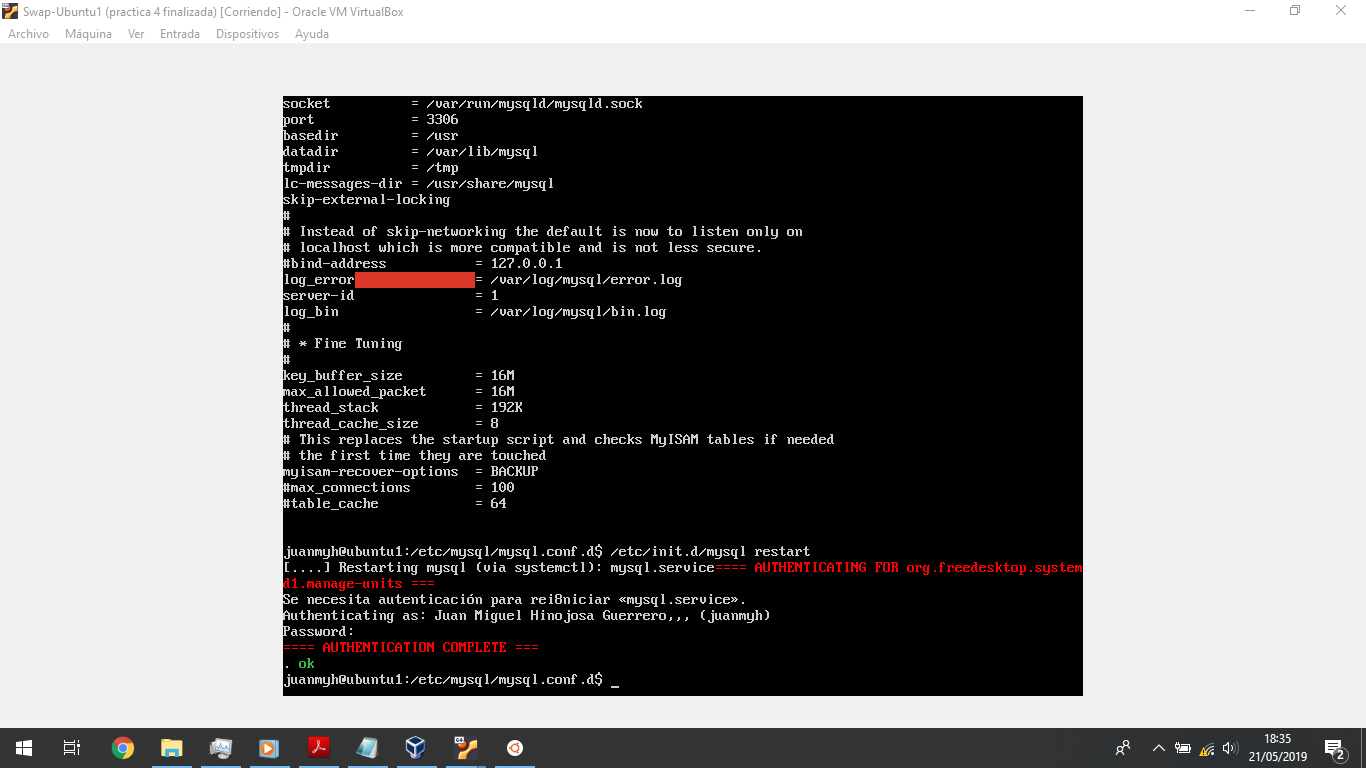 Swap-Ubuntu1 (practica 4 finalizada) [Corriendo] - Oracle VM VirtualBox
Archivo Máquina Ver Entrada Dispositivos Ayuda
socket = /var/run/mysqld/mysqld.sock
port = 3306
basedir = /usr
datadir = /var/lib/mysql
tmpdir = /tmp
lc-messages-dir = /usr/share/mysql
skip-external-locking
#
# Instead of skip-networking the default is now to listen only on
# localhost which is more compatible and is not less secure.
#bind-address = 127.0.0.1
log_error = /var/log/mysql/error.log
server-id = 1
log_bin = /var/log/mysql/bin.log
#
# * Fine Tuning
#
key_buffer_size = 16M
max_allowed_packet = 16M
thread_stack = 192K
thread_cache_size = 8
# This replaces the startup script and checks MyISAM tables if needed
# the first time they are touched
myisam-recover-options = BACKUP
#max_connections = 100
#table_cache = 64
juanmyh@ubuntu1:/etc/mysql/mysql.conf.d$ /etc/init.d/mysql restart
[....] Restarting mysql (via systemctl): mysql.service==== AUTHENTICATING FOR org.freedesktop.system
d1.manage-units ===
Se necesita autenticación para rei8niciar «mysql.service».
Authenticating as: Juan Miguel Hinojosa Guerrero,,, (juanmyh)
Password:
==== AUTHENTICATION COMPLETE ===
. ok
juanmyh@ubuntu1:/etc/mysql/mysql.conf.d$ _
18:35
21/05/2019
2